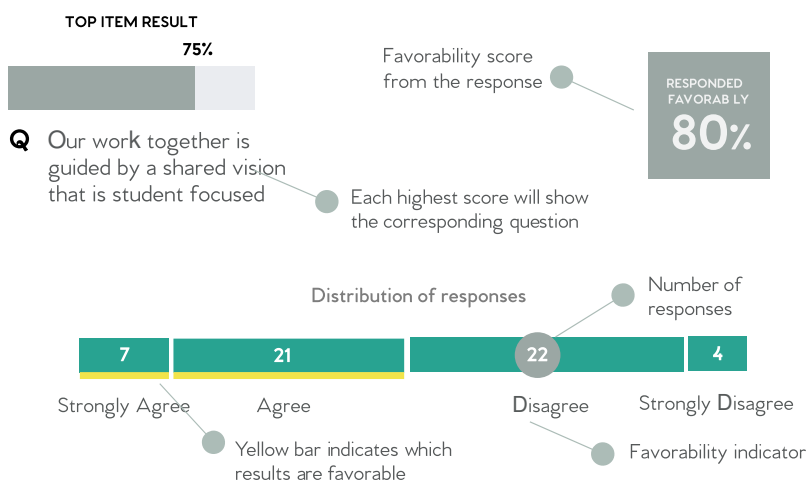 TOP ITEM RESULT
75%
Favorability score
from the response
RESPONDED
FAVORAB LY
80%
Q Our work together is
guided by a shared vision
that is student focused
Each highest score will show
the corresponding question
Distribution of responses
Number of
responses
7
21
22
4
Strongly Agree
Agree
Disagree
Strongly Disagree
Yellow bar indicates which
results are favorable
Favorability indicator